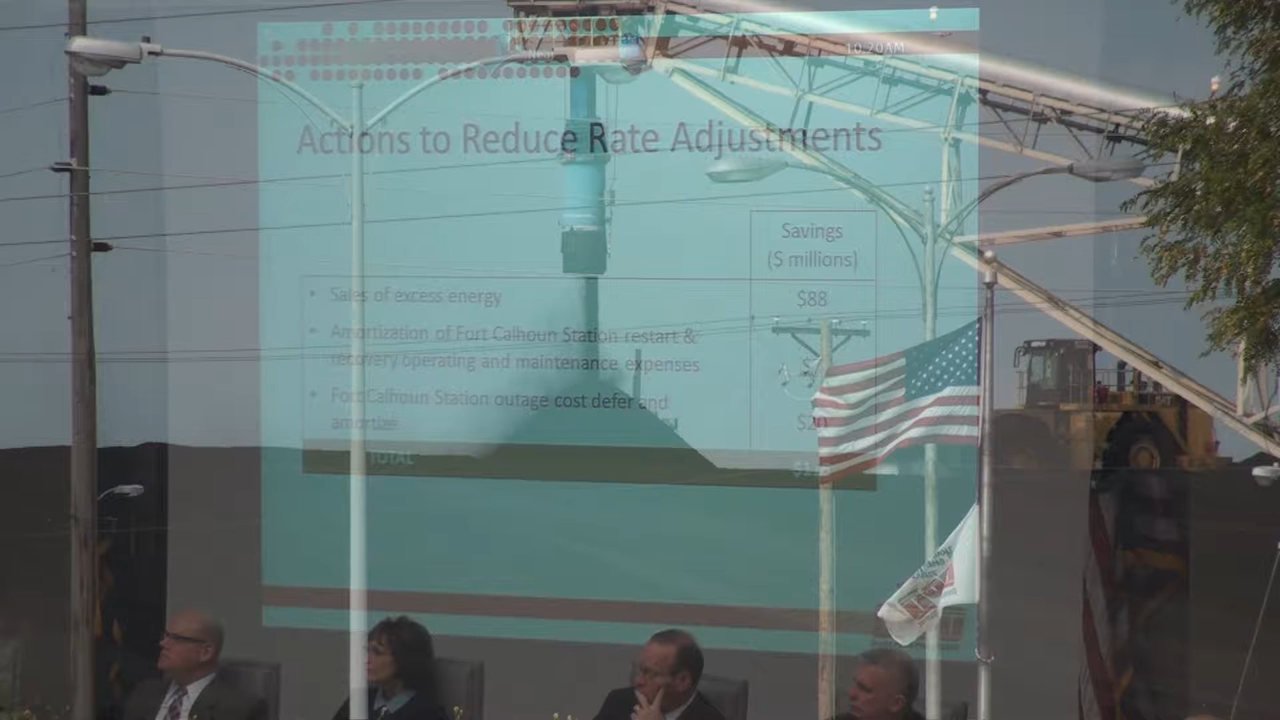 10:20AM
Actions to Reduce Rate Adjustments
Savings
($ millions)
• Sales of excess energy
$88
• Amortization of Fort Calhoun Station restart &
recovery operating and maintenance expenses
• Fort Calhoun Station outage cost defer and
amortize
$20
TOTAL